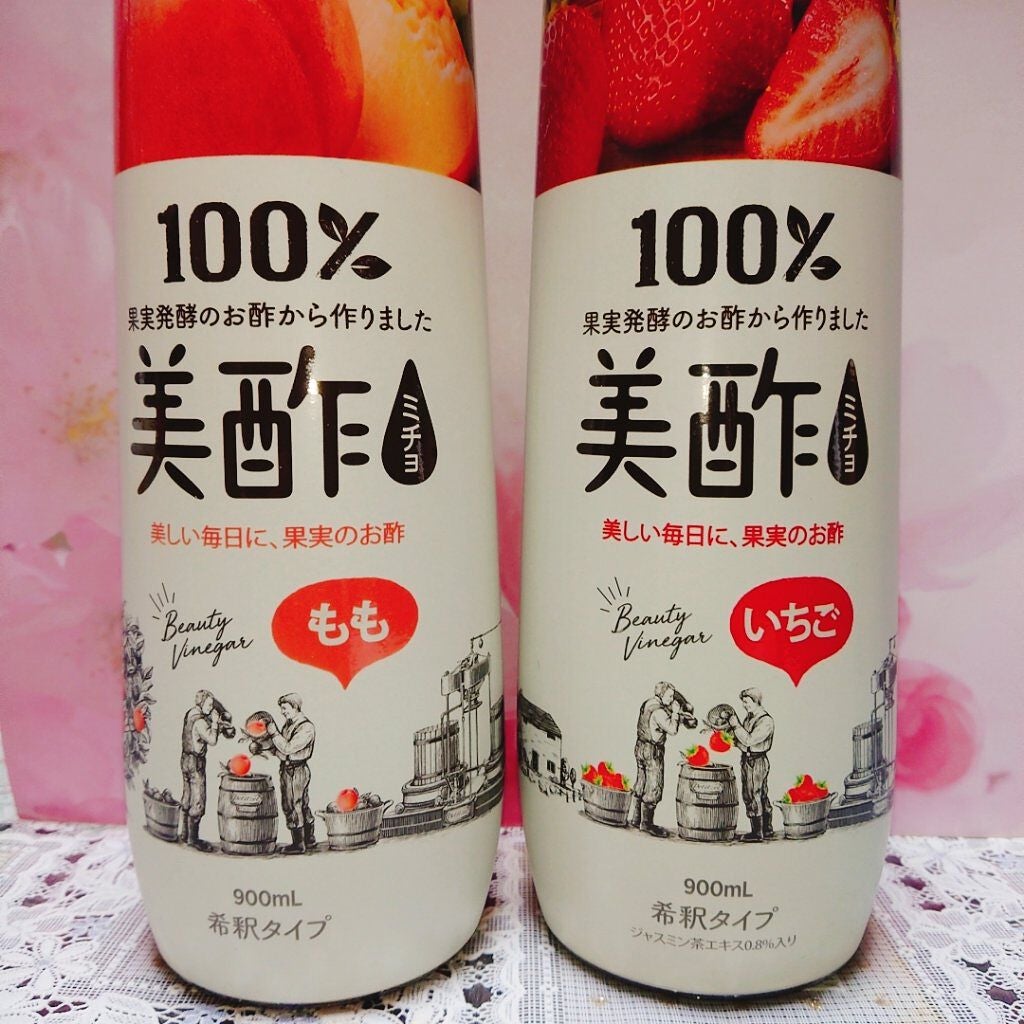 100%
果実発酵のお酢から作りました
美酢
ミチョ
美しい毎日に、果実のお酢
Beauty
Vinegar
もも
900mL
希釈タイプ
100%
果実発酵のお酢から作りました
美酢
ミチョ
美しい毎日に、果実のお酢
Beauty
Vinegar
いちご
900mL
希釈タイプ
ジャスミン茶エキス0.8%入り